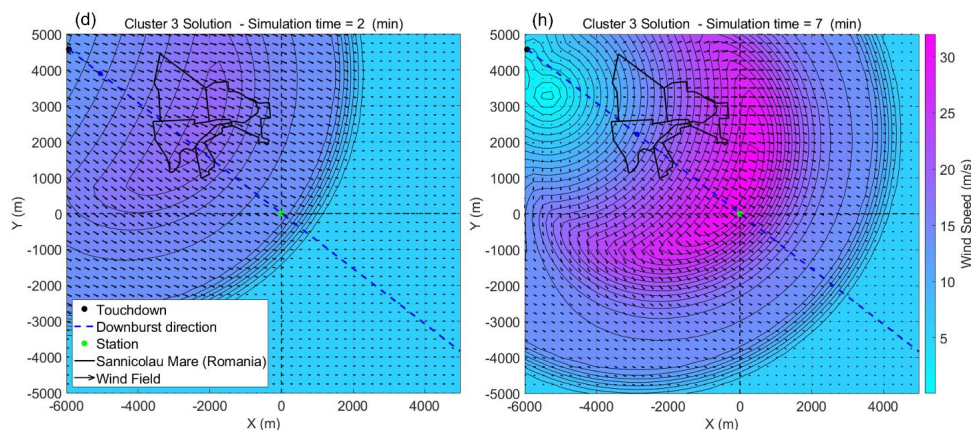 (d)
Cluster 3 Solution - Simulation time = 2 (min)
5000
4000
3000
2000
1000
0
-1000
-2000
-3000
-4000
-5000
Y (m)
-6000 -4000 -2000 0 2000 4000
X (m)
Touchdown
Downburst direction
Station
Sannicolau Mare (Romania)
Wind Field
(h)
Cluster 3 Solution - Simulation time = 7 (min)
5000
4000
3000
2000
1000
0
-1000
-2000
-3000
-4000
-5000
Y (m)
-6000 -4000 -2000 0 2000 4000
X (m)
30
25
20
15
10
5
Wind Speed (m/s)